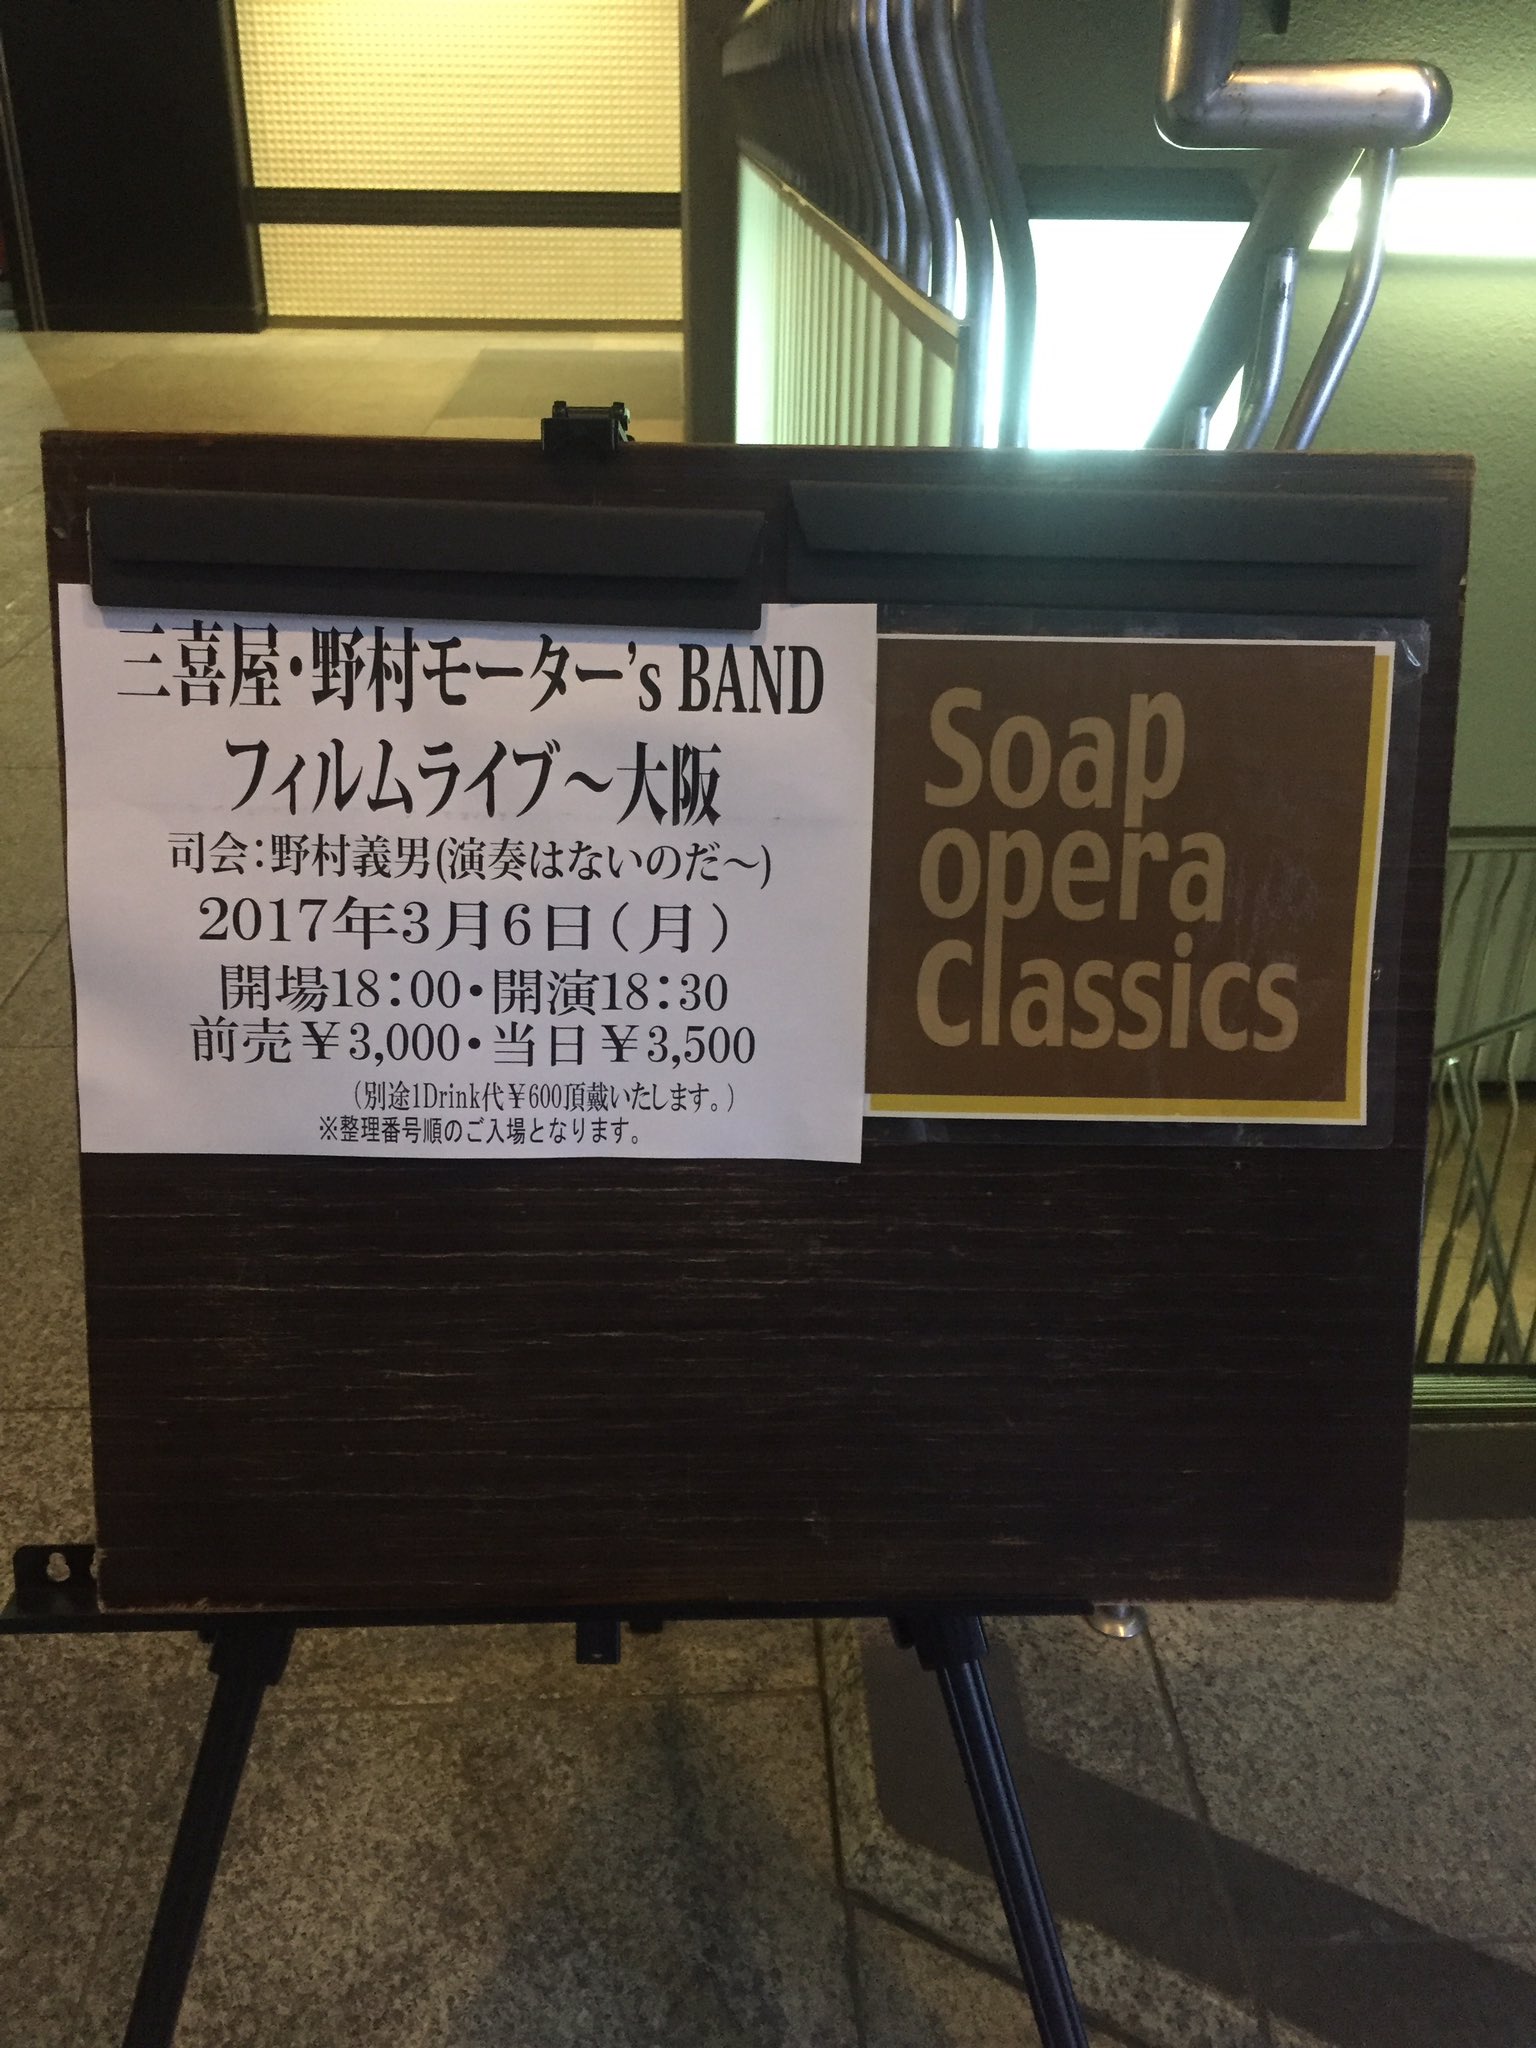 三喜屋・野村モーター's BAND
フィルムライブ～大阪
司会：野村義男(演奏はないのだ～)
2017年3月6日（月）
開場18：00・開演18：30
前売￥3,000・当日￥3,500
（別途1Drink代￥600頂戴いたします。）
※整理番号順のご入場となります。
Soap
opera
Classics